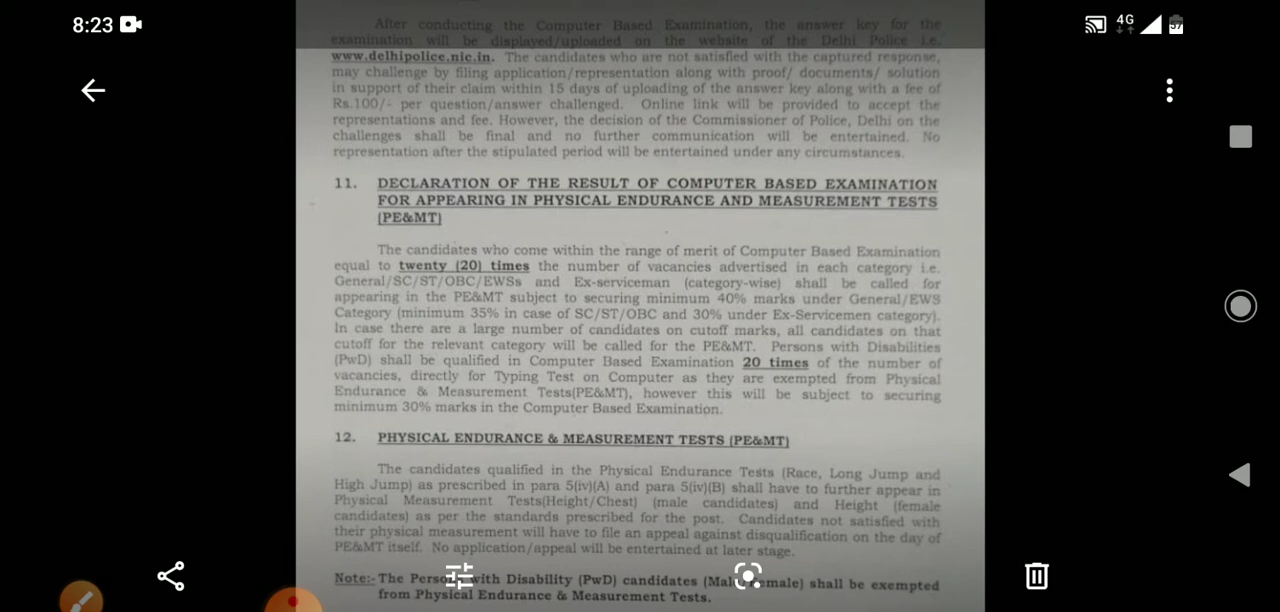 8:23
4G
37
After conducting the Computer Based Examination, the answer key for the
examination will be displayed/uploaded on the website of the Delhi Police i.e.
www.delhipolice.nic.in. The candidates who are not satisfied with the captured response,
may challenge by filing application/representation along with proof/ documents/ solution
in support of their claim within 15 days of uploading of the answer key along with a fee of
Rs.100/- per question/answer challenged. Online link will be provided to accept the
representations and fee. However, the decision of the Commissioner of Police, Delhi on the
challenges shall be final and no further communication will be entertained. No
representation after the stipulated period will be entertained under any circumstances.
11. DECLARATION OF THE RESULT OF COMPUTER BASED EXAMINATION
FOR APPEARING IN PHYSICAL ENDURANCE AND MEASUREMENT TESTS
(PE&MT)
The candidates who come within the range of merit of Computer Based Examination
equal to twenty (20) times the number of vacancies advertised in each category i.e.
General/SC/ST/OBC/EWSs and Ex-serviceman (category-wise) shall be called for
appearing in the PE&MT subject to securing minimum 40% marks under General/EWS
Category (minimum 35% in case of SC/ST/OBC and 30% under Ex-Servicemen category).
In case there are a large number of candidates on cutoff marks, all candidates on that
cutoff for the relevant category will be called for the PE&MT. Persons with Disabilities
(PwD) shall be qualified in Computer Based Examination 20 times of the number of
vacancies, directly for Typing Test on Computer as they are exempted from Physical
Endurance & Measurement Tests(PE&MT), however this will be subject to securing
minimum 30% marks in the Computer Based Examination.
12. PHYSICAL ENDURANCE & MEASUREMENT TESTS (PE&MT)
The candidates qualified in the Physical Endurance Tests (Race, Long Jump and
High Jump) as prescribed in para 5(iv)(A) and para 5(iv)(B) shall have to further appear in
Physical Measurement Tests(Height/Chest) (male candidates) and Height (female
candidates) as per the standards prescribed for the post. Candidates not satisfied with
their physical measurement will have to file an appeal against disqualification on the day of
PE&MT itself. No application/appeal will be entertained at later stage.
Note:- The Person with Disability (PwD) candidates (Male/Female) shall be exempted
from Physical Endurance & Measurement Tests.